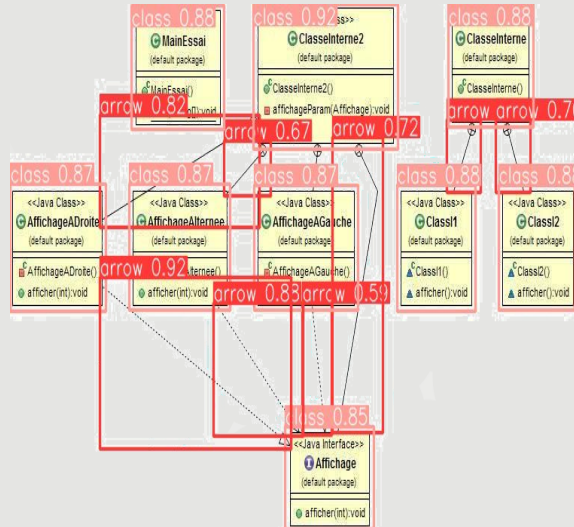 class 0.88
MainEssai
(default package)
MainEssai()
():void
class 0.92
ClasseInterne2
(default package)
ClasseInterne2()
affichageParam(Affichage):void
class 0.88
ClasseInterne
(default package)
ClasseInterne()
arrow 0.82
arrow 0.67
arrow 0.72
arrow
arrow 0.7
class 0.87
<<Java Class>>
AffichageADroite
(default package)
AffichageADroite()
afficher(int):void
class 0.87
<<Java Class>>
AffichageAlternee
(default package)
Alternee()
afficher(int):void
class 0.87
<<Java Class>>
AffichageAGauche
(default package)
AffichageAGauche()
afficher(int):void
class 0.88
<<Java Class>>
ClassI1
(default package)
ClassI1()
afficher():void
class 0.8
<<Java Class>>
ClassI2
(default package)
ClassI2()
afficher():void
arrow 0.92
arrow 0.83
arrow 0.59
class 0.85
<<Java Interface>>
Affichage
(default package)
afficher(int):void